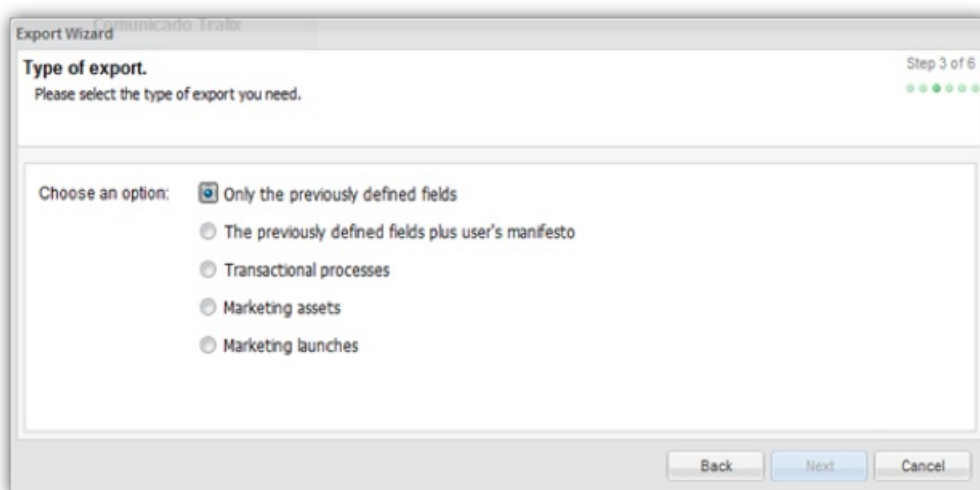 Comunicado Tralix
Export Wizard
Type of export.
Step 3 of 6
Please select the type of export you need.
Choose an option:
Only the previously defined fields
The previously defined fields plus user's manifesto
Transactional processes
Marketing assets
Marketing launches
Back
Next
Cancel